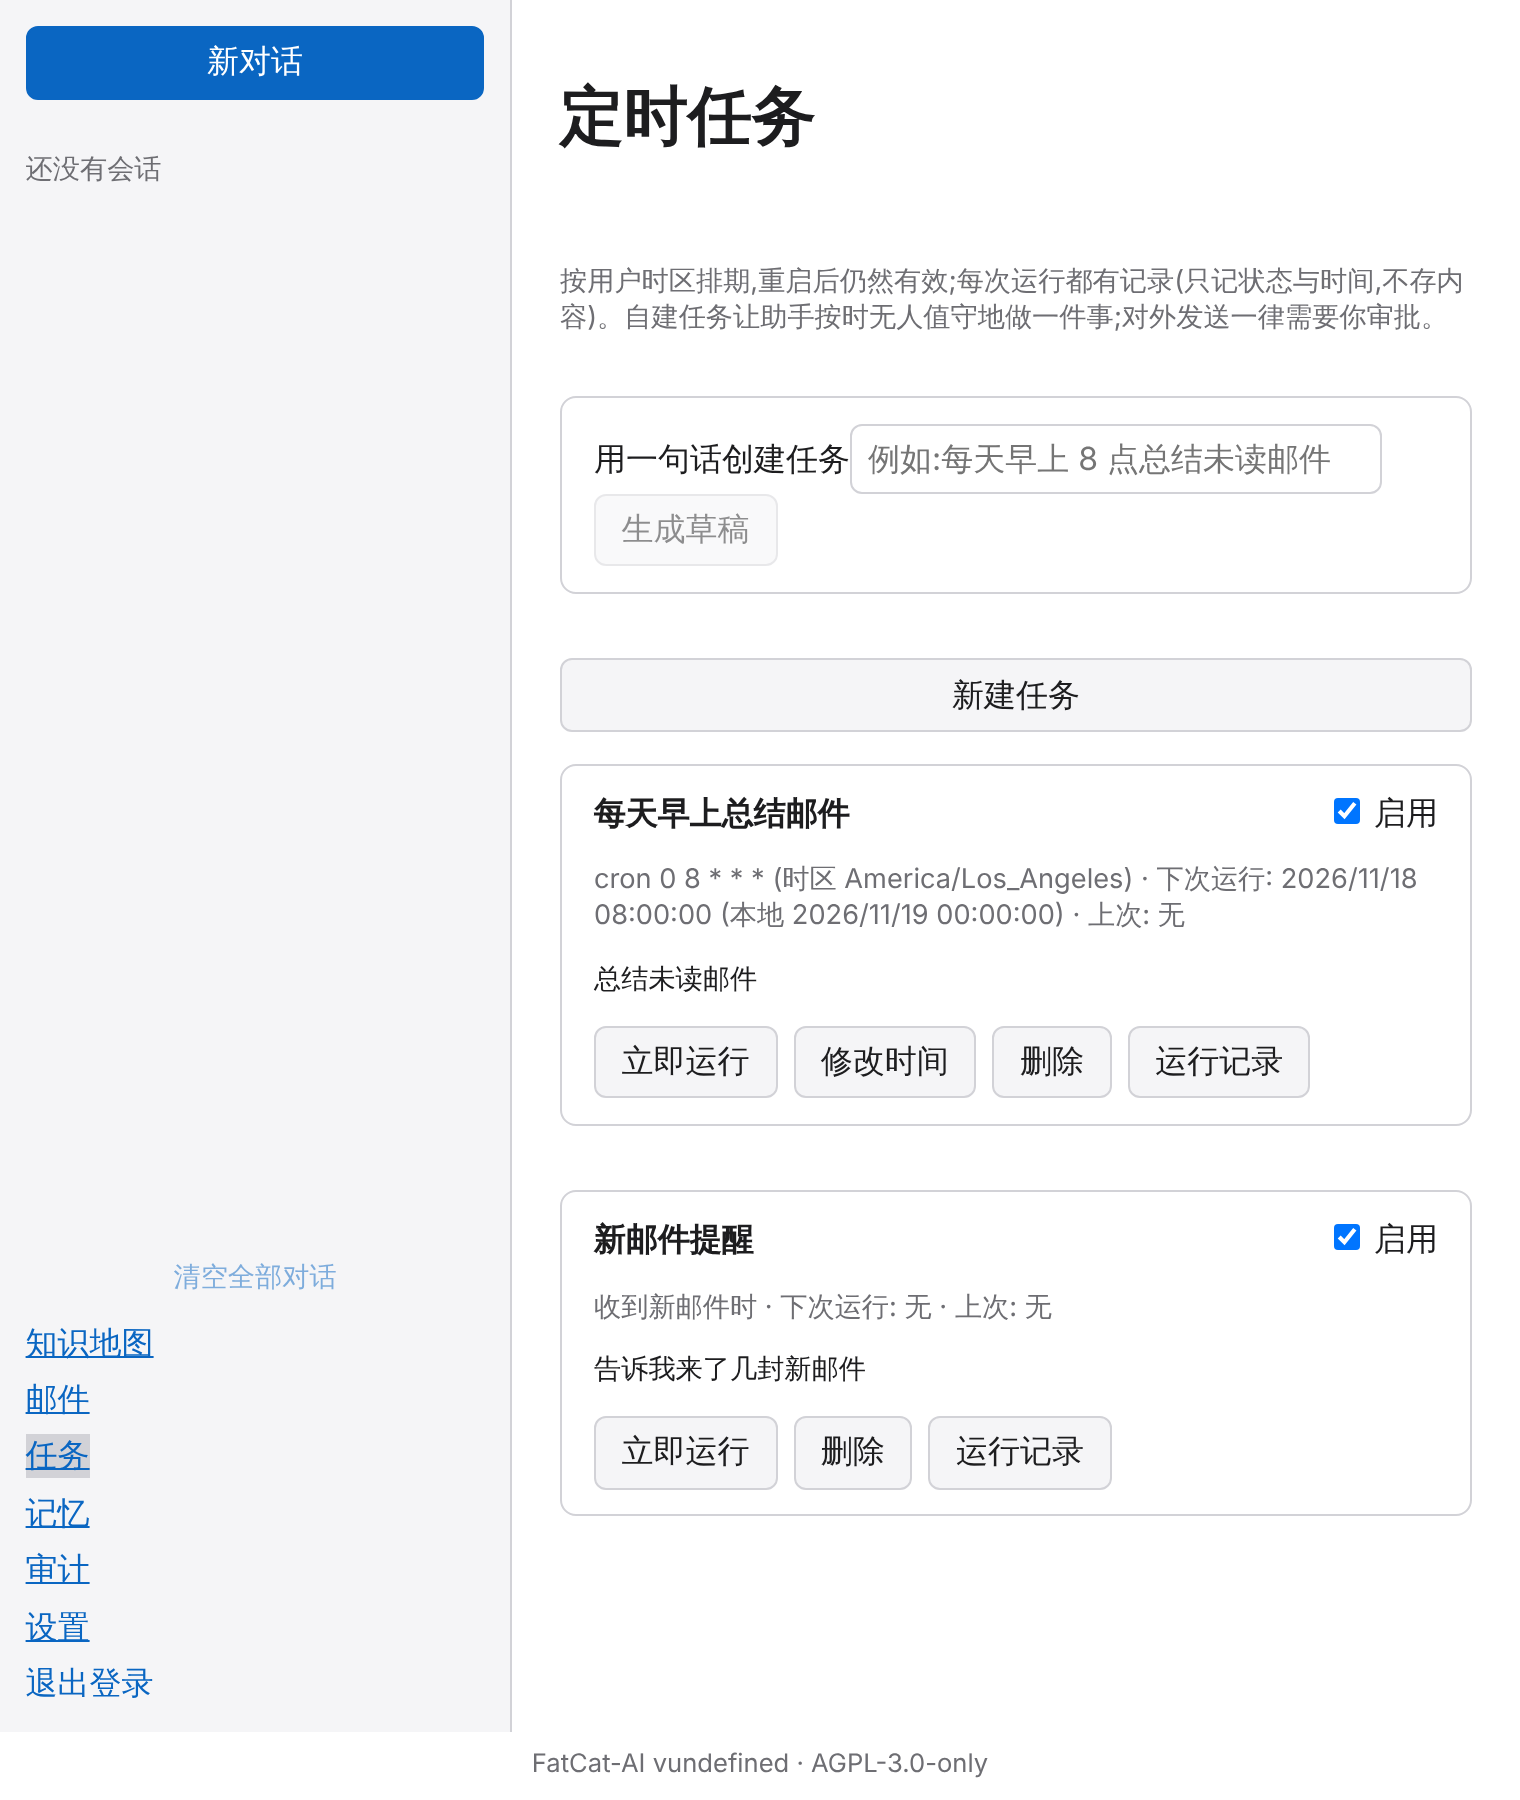 新对话
还没有会话
清空全部对话
知识地图
邮件
任务
记忆
审计
设置
退出登录
定时任务
按用户时区排期,重启后仍然有效;每次运行都有记录(只记状态与时间,不存内
容)。自建任务让助手按时无人值守地做一件事;对外发送一律需要你审批。
用一句话创建任务 例如:每天早上 8 点总结未读邮件
生成草稿
新建任务
每天早上总结邮件 启用
cron 0 8 * * * (时区 America/Los_Angeles) · 下次运行: 2026/11/18
08:00:00 (本地 2026/11/19 00:00:00) · 上次: 无
总结未读邮件
立即运行 修改时间 删除 运行记录
新邮件提醒 启用
收到新邮件时 · 下次运行: 无 · 上次: 无
告诉我来了几封新邮件
立即运行 删除 运行记录
FatCat-AI vundefined · AGPL-3.0-only